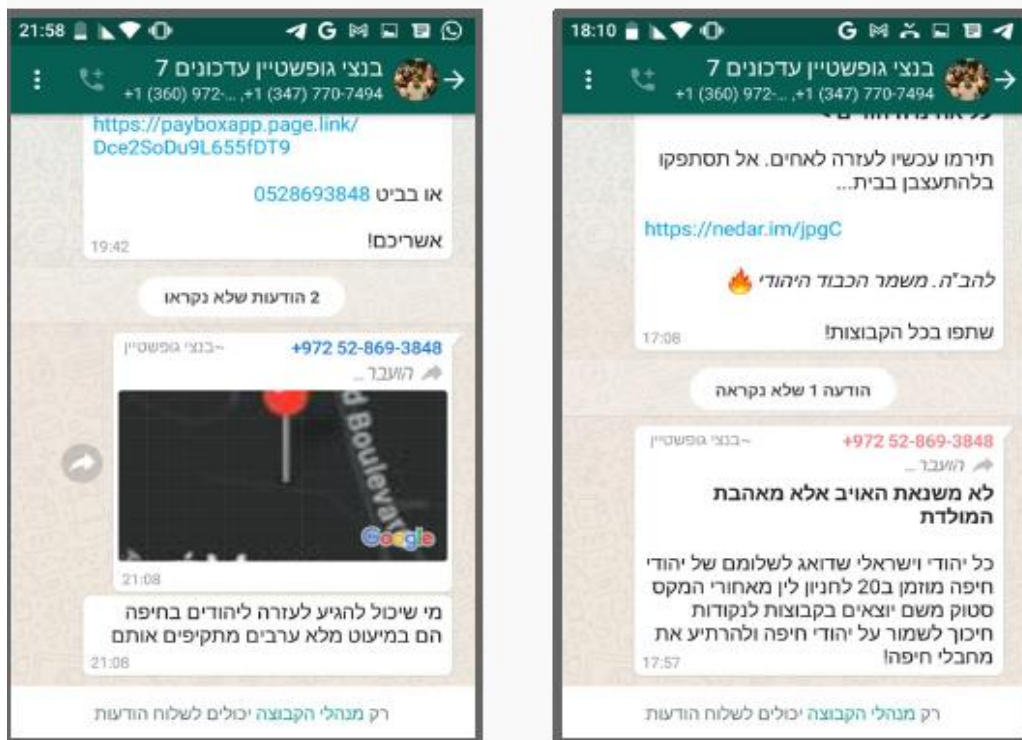 21:58
בנצי גופשטיין עדכונים 7
+1 (360) 972-... ,+1 (347) 770-7494
https://payboxapp.page.link/
Dce2SoDu9L655fDT9
או בביט 0528693848
אשריכם!
19:42
2 הודעות שלא נקראו
+972 52-869-3848 ~בנצי גופשטיין
הועבר ...
d Boulevar
Google
21:08
מי שיכול להגיע לעזרה ליהודים בחיפה
הם במיעוט מלא ערבים מתקיפים אותם
21:08
רק מנהלי הקבוצה יכולים לשלוח הודעות
18:10
בנצי גופשטיין עדכונים 7
+1 (360) 972-... ,+1 (347) 770-7494
תירמו עכשיו לעזרה לאחים. אל תסתפקו
בלהתעצבן בבית...
https://nedar.im/jpgC
להב"ה. משמר הכבוד היהודי 🔥
שתפו בכל הקבוצות!
17:08
הודעה 1 שלא נקראה
+972 52-869-3848 ~בנצי גופשטיין
הועבר ...
לא משנאת האויב אלא מאהבת
המולדת
כל יהודי וישראלי שדואג לשלומם של יהודי
חיפה מוזמן ב20 לחניון לין מאחורי המקס
סטוק משם יוצאים בקבוצות לנקודות
חיכוך לשמור על יהודי חיפה ולהרתיע את
מחבלי חיפה!
17:57
רק מנהלי הקבוצה יכולים לשלוח הודעות